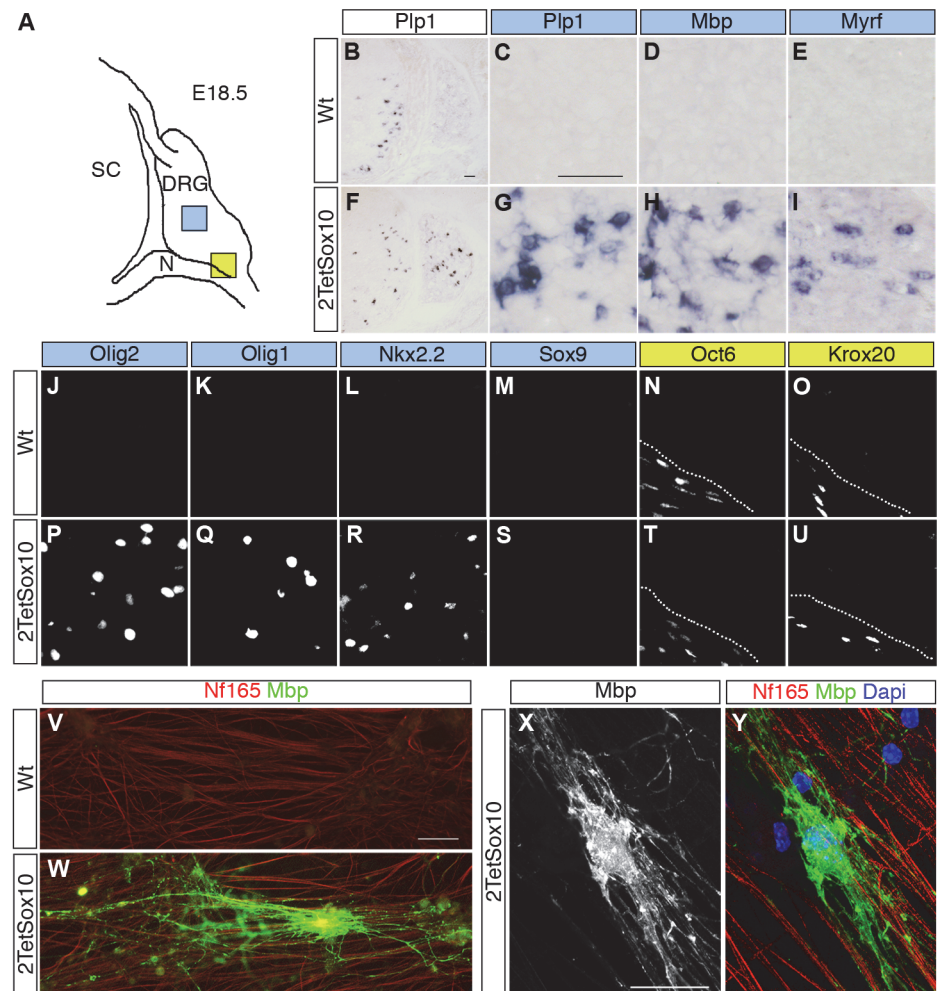 A
E18.5
SC
DRG
N
Plp1 Plp1 Mbp Myrf
Wt
B C D E
2TetSox10
F G H I
Olig2 Olig1 Nkx2.2 Sox9 Oct6 Krox20
Wt
J K L M N O
2TetSox10
P Q R S T U
Nf165 Mbp
Wt
V
2TetSox10
W
Mbp Nf165 Mbp Dapi
2TetSox10
X Y